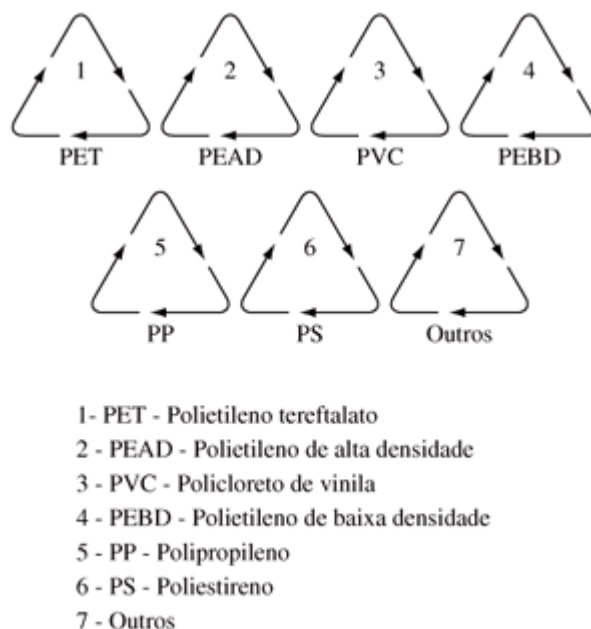 1 2 3 4
PET PEAD PVC PEBD
5 6 7
PP PS Outros
1- PET - Polietileno tereftalato
2 - PEAD - Polietileno de alta densidade
3 - PVC - Policloreto de vinila
4 - PEBD - Polietileno de baixa densidade
5 - PP - Polipropileno
6 - PS - Poliestireno
7 - Outros